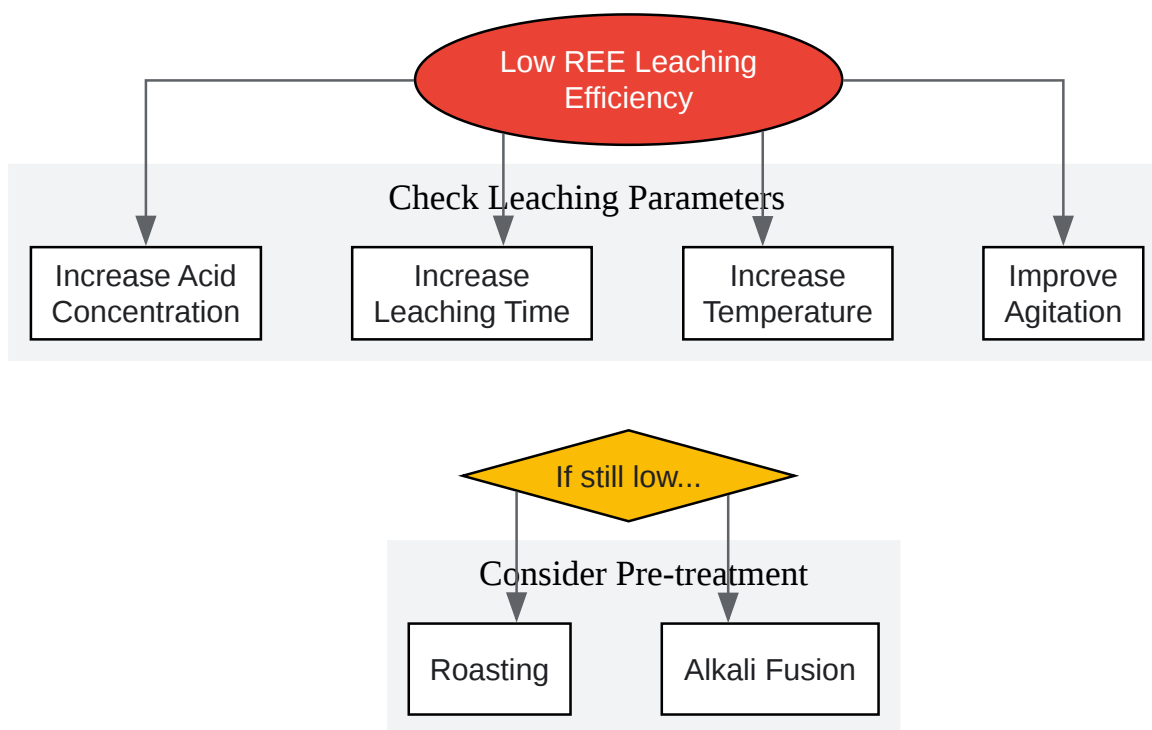 Low REE Leaching
Efficiency
Check Leaching Parameters
Increase Acid
Concentration
Increase
Leaching Time
Increase
Temperature
Improve
Agitation
If still low...
Consider Pre-treatment
Roasting
Alkali Fusion